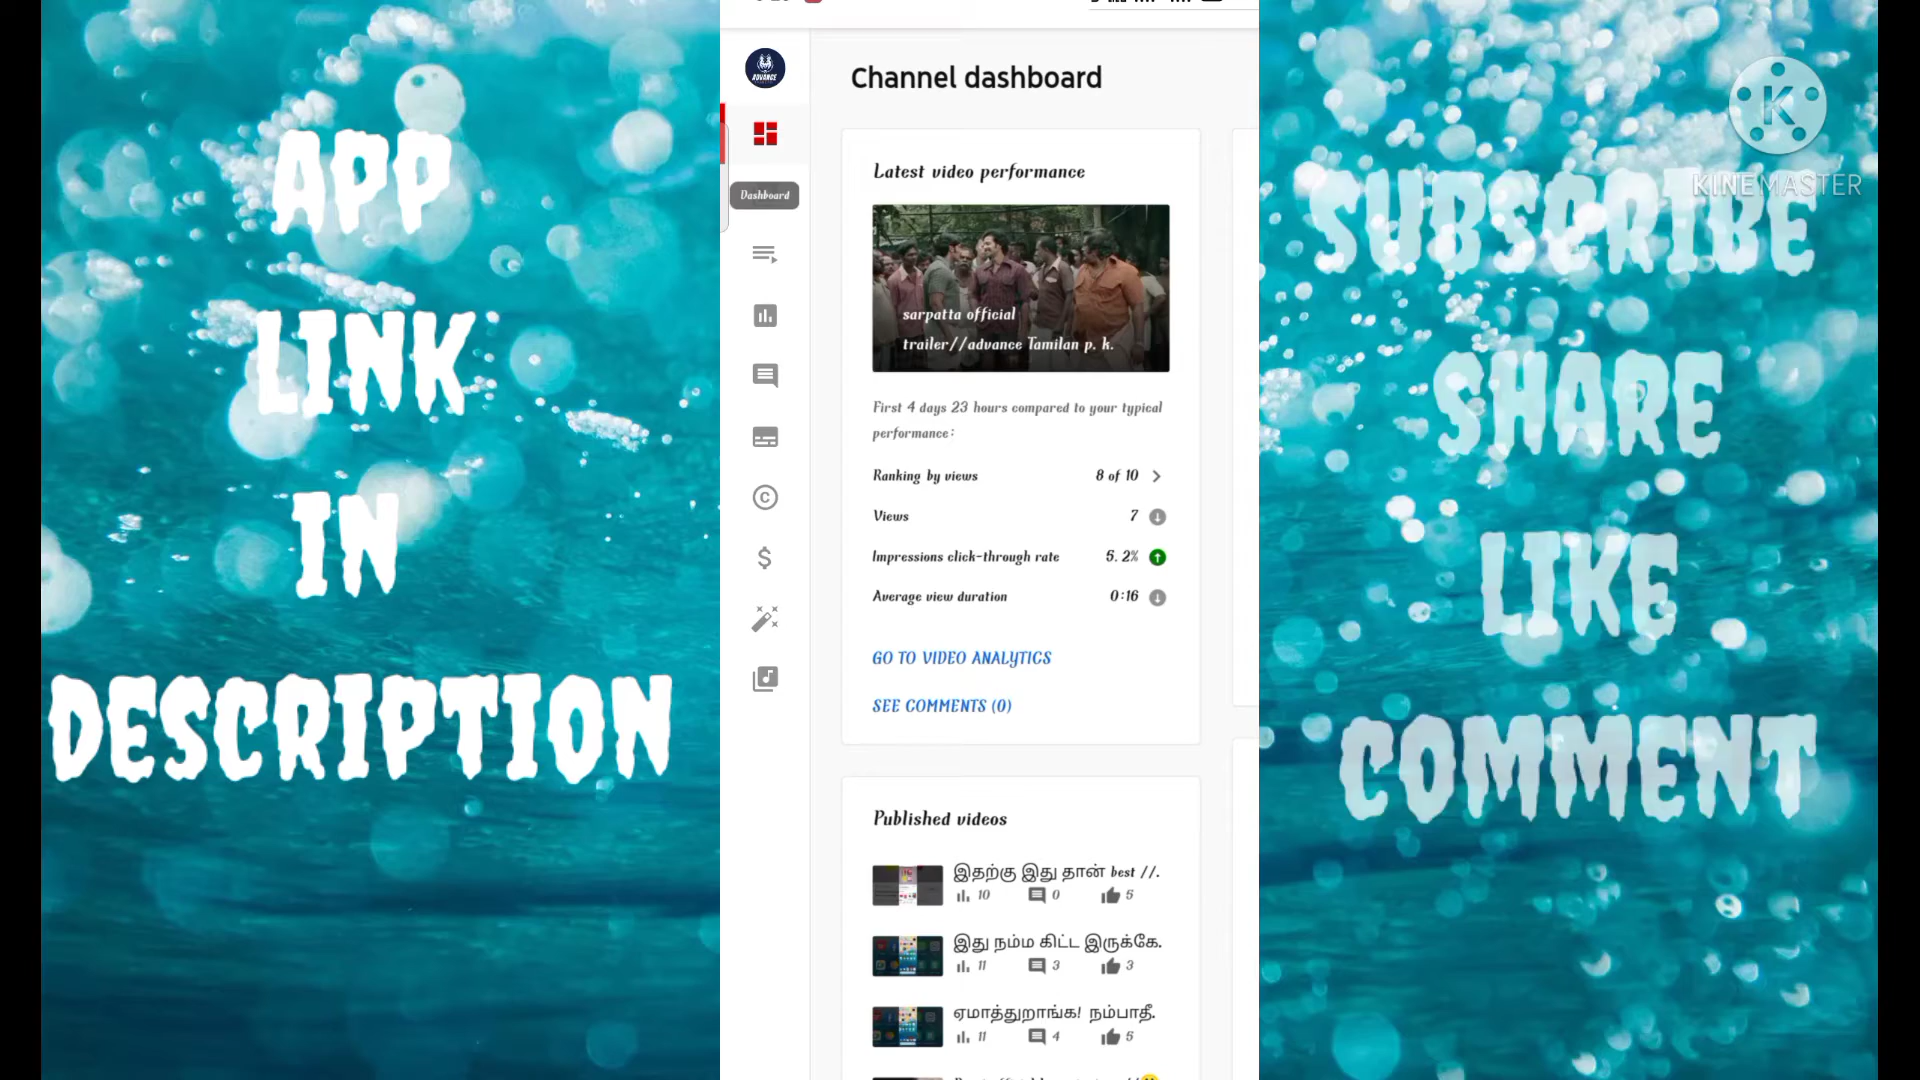 APP
LINK
IN
DESCRIPTION
ADVANCE
Channel dashboard
Dashboard
Latest video performance
sarpatta official
trailer//advance Tamilan p. k.
First 4 days 23 hours compared to your typical
performance:
Ranking by views 8 of 10
Views 7
Impressions click-through rate 5.2%
Average view duration 0:16
GO TO VIDEO ANALYTICS
SEE COMMENTS (0)
Published videos
இதற்கு இது தான் best //.
10 0 5
இது நம்ம கிட்ட இருக்கே.
11 3 3
ஏமாத்துறாங்க! நம்பாதீ.
11 4 5
K
KINEMASTER
SUBSCRIBE
SHARE
LIKE
COMMENT